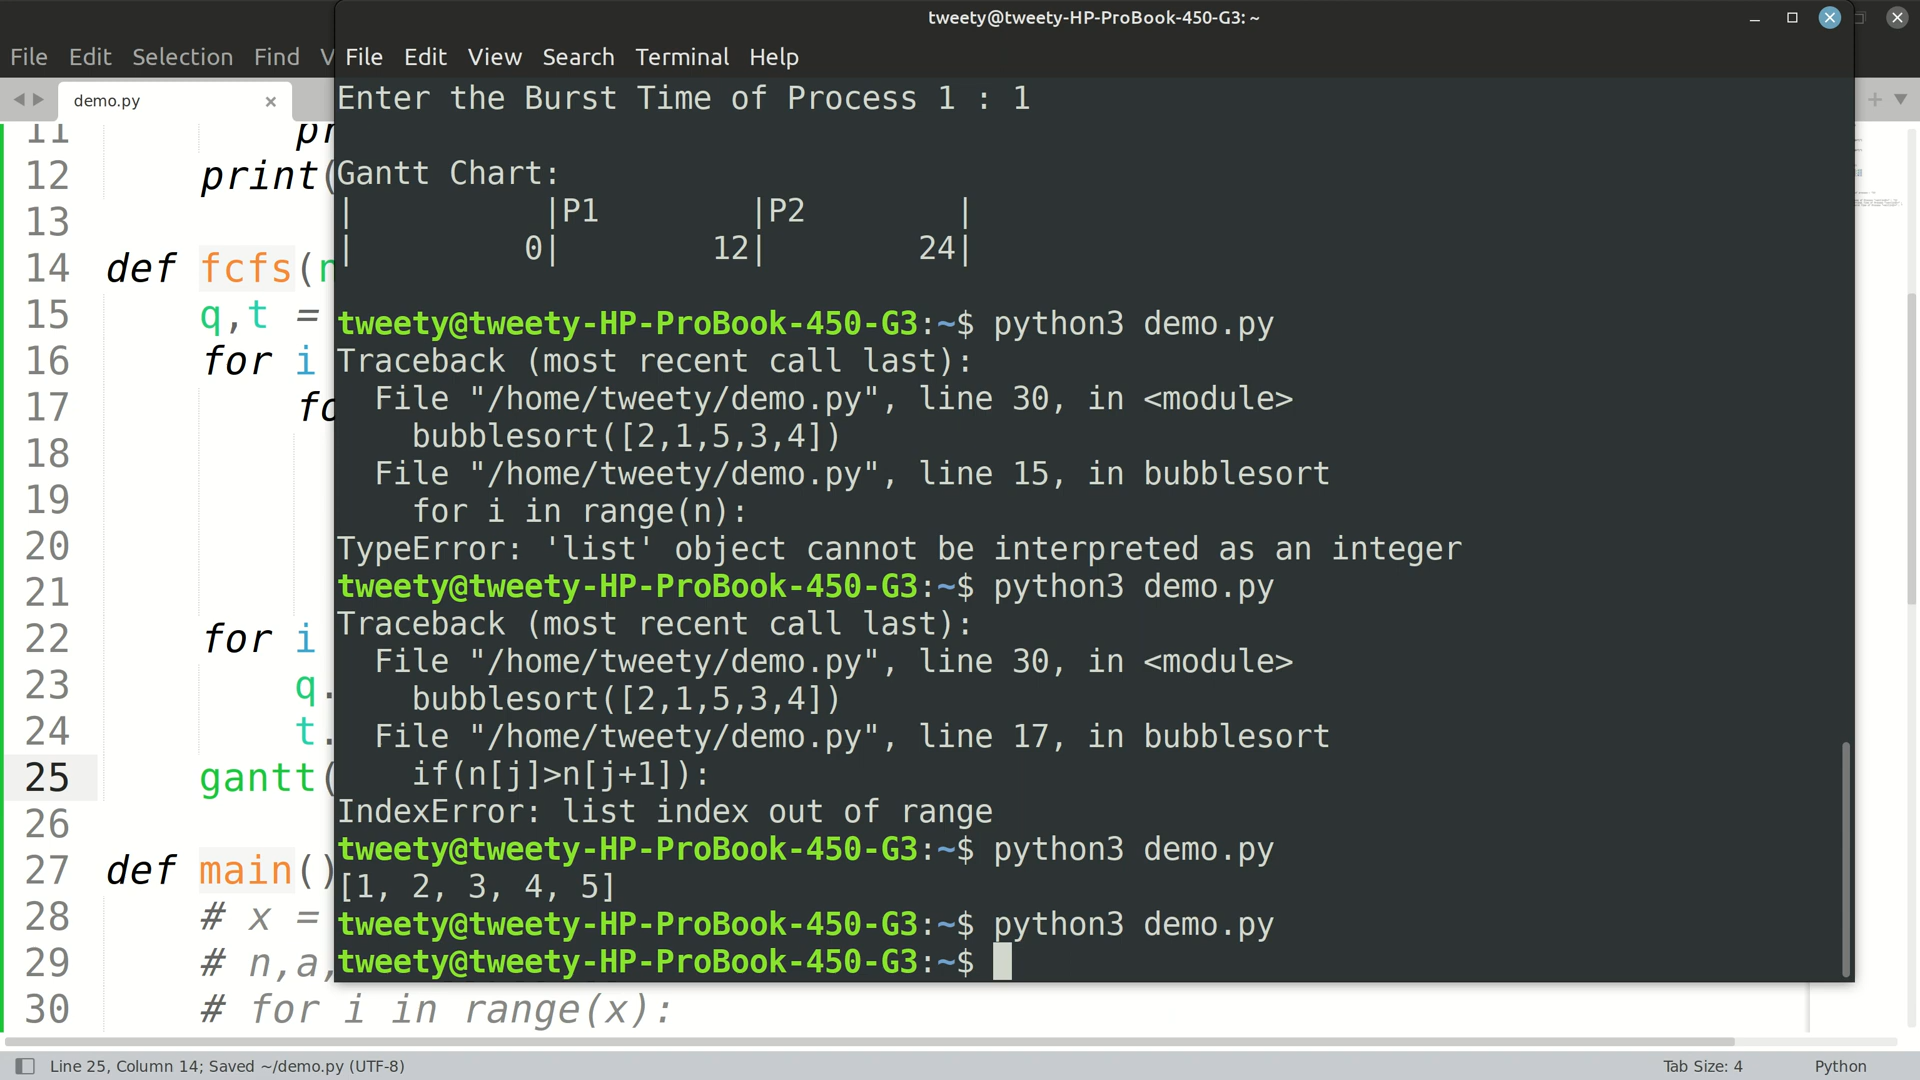 tweety@tweety-HP-ProBook-450-G3: ~
File Edit Selection Find V
File Edit View Search Terminal Help
demo.py
Enter the Burst Time of Process 1 : 1
Gantt Chart:
| |P1 |P2 |
| 0| 12| 24|
tweety@tweety-HP-ProBook-450-G3:~$ python3 demo.py
Traceback (most recent call last):
File "/home/tweety/demo.py", line 30, in <module>
bubblesort([2,1,5,3,4])
File "/home/tweety/demo.py", line 15, in bubblesort
for i in range(n):
TypeError: 'list' object cannot be interpreted as an integer
tweety@tweety-HP-ProBook-450-G3:~$ python3 demo.py
Traceback (most recent call last):
File "/home/tweety/demo.py", line 30, in <module>
bubblesort([2,1,5,3,4])
File "/home/tweety/demo.py", line 17, in bubblesort
if(n[j]>n[j+1]):
IndexError: list index out of range
tweety@tweety-HP-ProBook-450-G3:~$ python3 demo.py
[1, 2, 3, 4, 5]
tweety@tweety-HP-ProBook-450-G3:~$ python3 demo.py
tweety@tweety-HP-ProBook-450-G3:~$
11 pr
12 print(
13
14 def fcfs(n
15 q,t =
16 for i
17 fo
18
19
20
21
22 for i
23 q.
24 t.
25 gantt(
26
27 def main()
28 # x =
29 # n,a,
30 # for i in range(x):
Line 25, Column 14; Saved ~/demo.py (UTF-8)
Tab Size: 4
Python